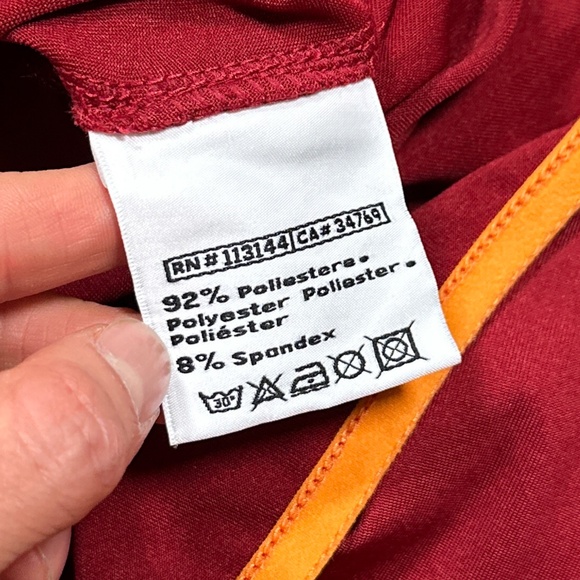 RN# 113144 CA# 34769
92% Poliestere.
Polyester Poliester.
Poliéster
8% Spandex
30°